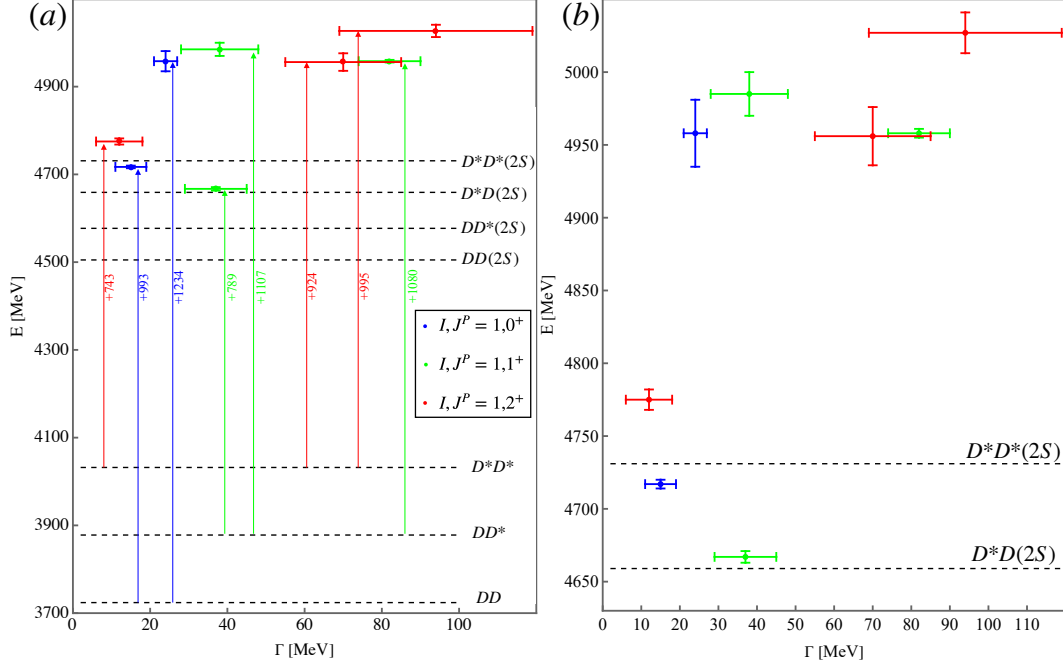 (a)
E [MeV]
4900
4700
4500
4300
4100
3900
3700
0
20
40
60
80
100
Γ [MeV]
D*D*(2S)
D*D(2S)
DD*(2S)
DD(2S)
D*D*
DD*
DD
+743
+993
+1234
+789
+1107
+924
+995
+1080
I, J^P = 1,0^+
I, J^P = 1,1^+
I, J^P = 1,2^+
(b)
E [MeV]
5000
4950
4900
4850
4800
4750
4700
4650
0
10
20
30
40
50
60
70
80
90
100
110
Γ [MeV]
D*D*(2S)
D*D(2S)